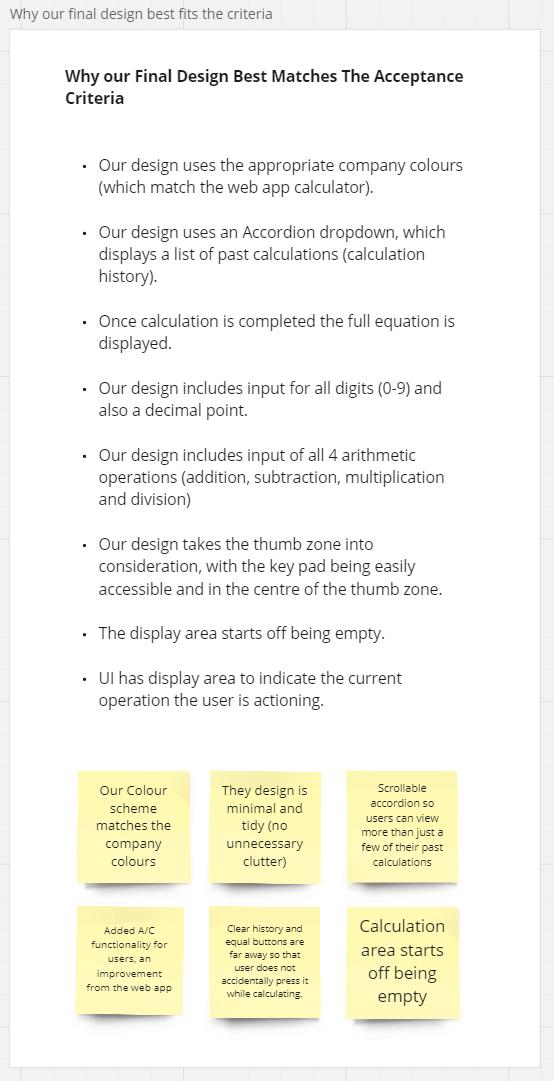 Why our final design best fits the criteria
Why our Final Design Best Matches The Acceptance
Criteria
• Our design uses the appropriate company colours
(which match the web app calculator).
• Our design uses an Accordion dropdown, which
displays a list of past calculations (calculation
history).
• Once calculation is completed the full equation is
displayed.
• Our design includes input for all digits (0-9) and
also a decimal point.
• Our design includes input of all 4 arithmetic
operations (addition, subtraction, multiplication
and division)
• Our design takes the thumb zone into
consideration, with the key pad being easily
accessible and in the centre of the thumb zone.
• The display area starts off being empty.
• UI has display area to indicate the current
operation the user is actioning.
Our Colour
scheme
matches the
company
colours
They design is
minimal and
tidy (no
unnecessary
clutter)
Scrollable
accordion so
users can view
more than just a
few of their past
calculations
Added A/C
functionality for
users, an
improvement
from the web app
Clear history and
equal buttons are
far away so that
user does not
accidentally press it
while calculating.
Calculation
area starts
off being
empty